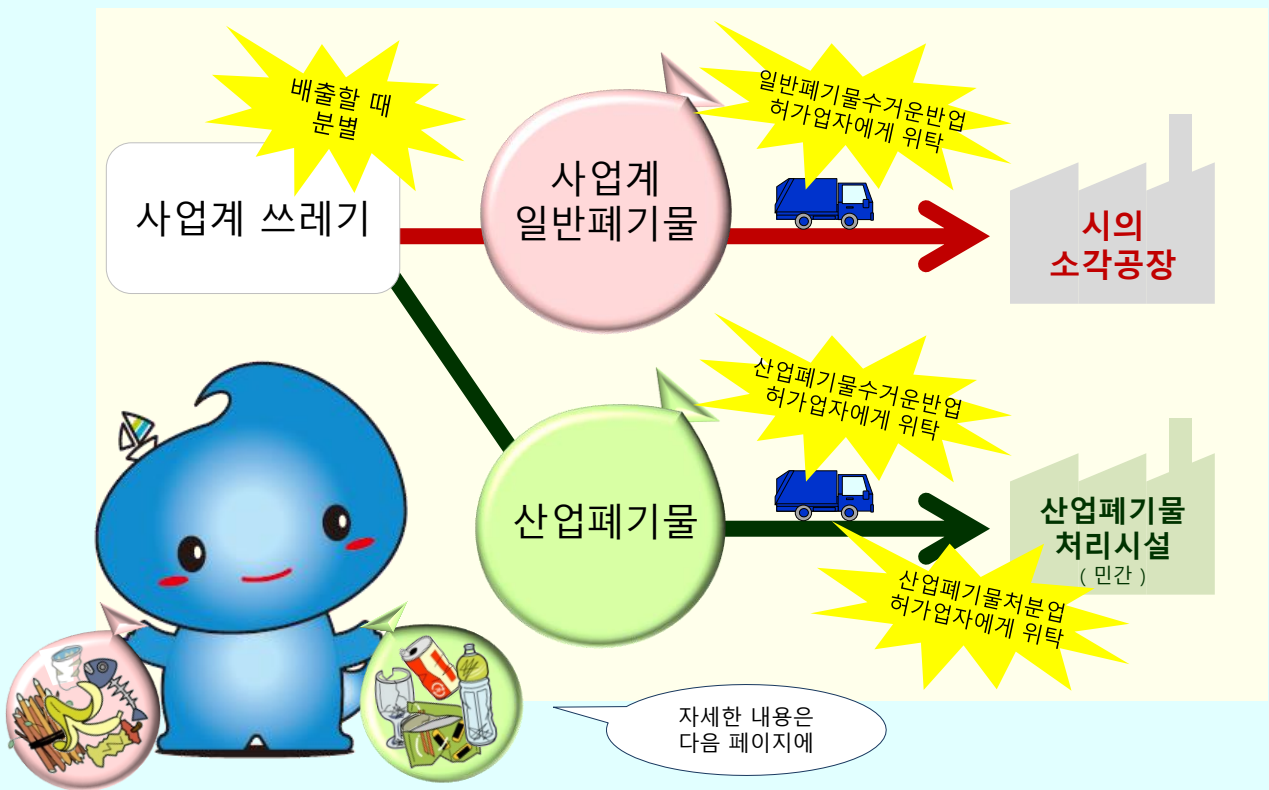 배출할 때
분별
사업계 쓰레기
사업계
일반폐기물
일반폐기물수거운반업
허가업자에게 위탁
시의
소각공장
산업폐기물수거운반업
허가업자에게 위탁
산업폐기물
산업폐기물
처리시설
( 민간 )
산업폐기물처분업
허가업자에게 위탁
자세한 내용은
다음 페이지에